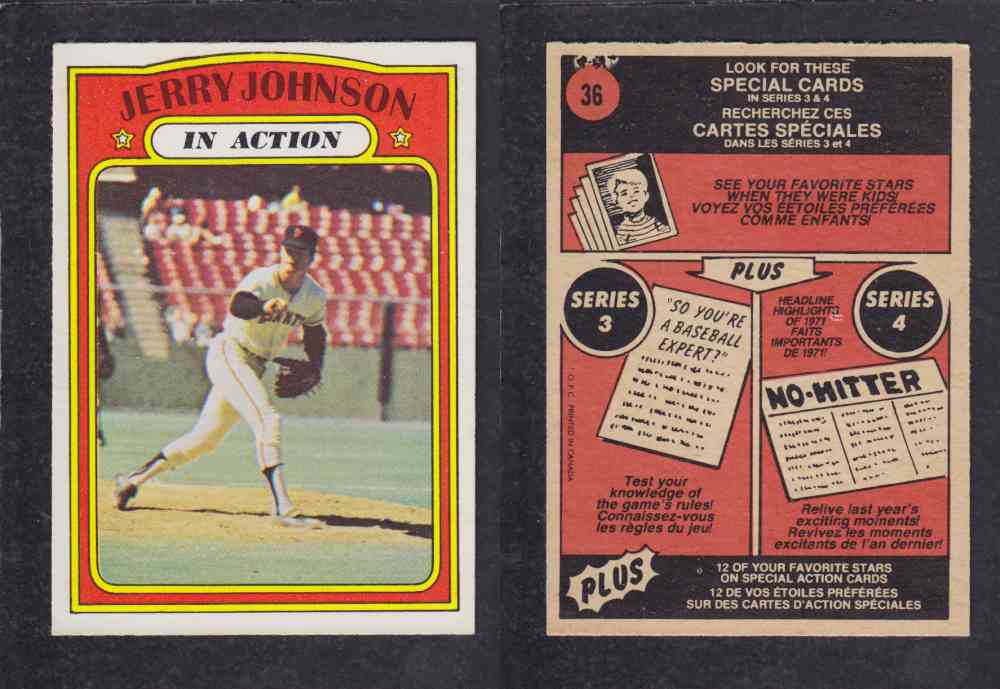 JERRY JOHNSON
IN ACTION
GIANTS
36
LOOK FOR THESE
SPECIAL CARDS
IN SERIES 3 & 4
RECHERCHEZ CES
CARTES SPÉCIALES
DANS LES SÉRIES 3 et 4
SEE YOUR FAVORITE STARS
WHEN THEY WERE KIDS!
VOYEZ VOS ÉETOILES PRÉFÉRÉES
COMME ENFANTS!
PLUS
SERIES
3
"SO YOU'RE
A BASEBALL
EXPERT?"
HEADLINE
HIGHLIGHTS
OF 1971
FAITS
IMPORTANTS
DE 1971!
SERIES
4
NO-HITTER
O.P.C. PRINTED IN CANADA
Test your
knowledge of
the game's rules!
Connaissez-vous
les règles du jeu!
Relive last year's
exciting moments!
Revivez les moments
excitants de l'an dernier!
PLUS
12 OF YOUR FAVORITE STARS
ON SPECIAL ACTION CARDS
12 DE VOS ÉTOILES PRÉFÉRÉES
SUR DES CARTES D'ACTION SPÉCIALES